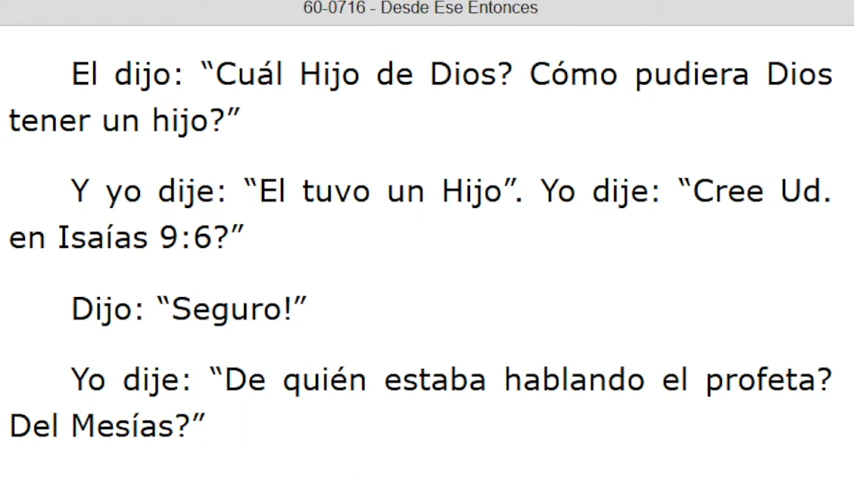 60-0716 - Desde Ese Entonces
El dijo: “Cuál Hijo de Dios? Cómo pudiera Dios
tener un hijo?”
Y yo dije: “El tuvo un Hijo”. Yo dije: “Cree Ud.
en Isaías 9:6?”
Dijo: “Seguro!”
Yo dije: “De quién estaba hablando el profeta?
Del Mesías?”